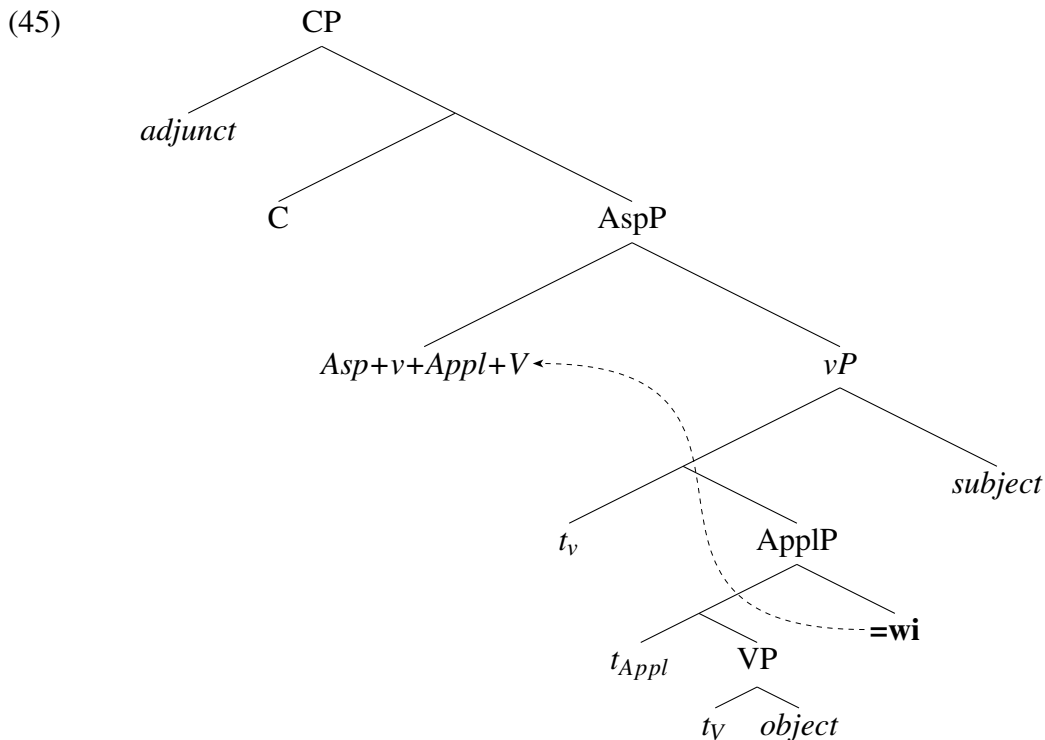 (45) CP
adjunct
C AspP
Asp+v+Appl+V vP
subject
t_v ApplP
=wi
t_Appl VP
t_V object